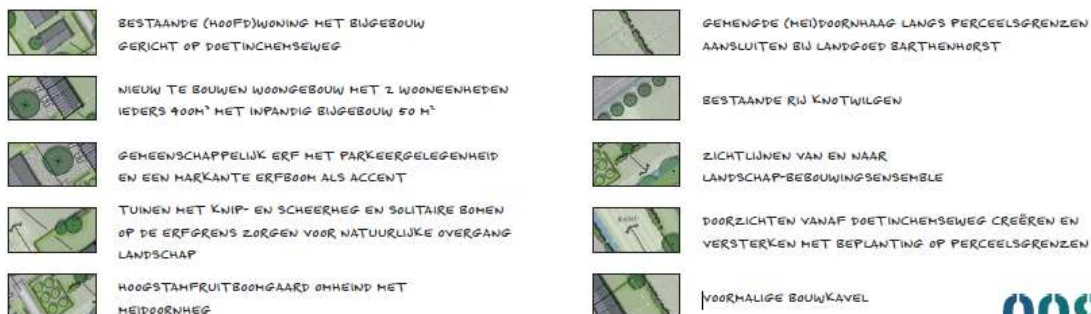 BESTAANDE (HOOFD)WONING MET BIJGEBOUW
GERICHT OP DOETINCHEMSEWEG
NIEUW TE BOUWEN WOONGEBOUW MET 2 WOONEENHEDEN
IEDERS 400M³ MET INPANDIG BIJGEBOUW 50 M²
GEMEENSCHAPPELIJK ERF MET PARKEERGELEGENHEID
EN EEN MARKANTE ERFBOOM ALS ACCENT
TUINEN MET KNIP- EN SCHEERHEG EN SOLITAIRE BOMEN
OP DE ERFGRENS ZORGEN VOOR NATUURLIJKE OVERGANG
LANDSCHAP
HOOGSTAMFRUITBOOMGAARD OMHEIND MET
MEIDOORNHEG
GEMENGDE (MEI)DOORNHAAG LANGS PERCEELSGRENZEN
AANSLUITEN BIJ LANDGOED BARTHENHORST
BESTAANDE RIJ KNOTWILGEN
ZICHTLIJNEN VAN EN NAAR
LANDSCHAP-BEBOUWINGSENSEMBLE
DOORZICHTEN VANAF DOETINCHEMSEWEG CREËREN EN
VERSTERKEN MET BEPLANTING OP PERCEELSGRENZEN
VOORMALIGE BOUWKAVEL